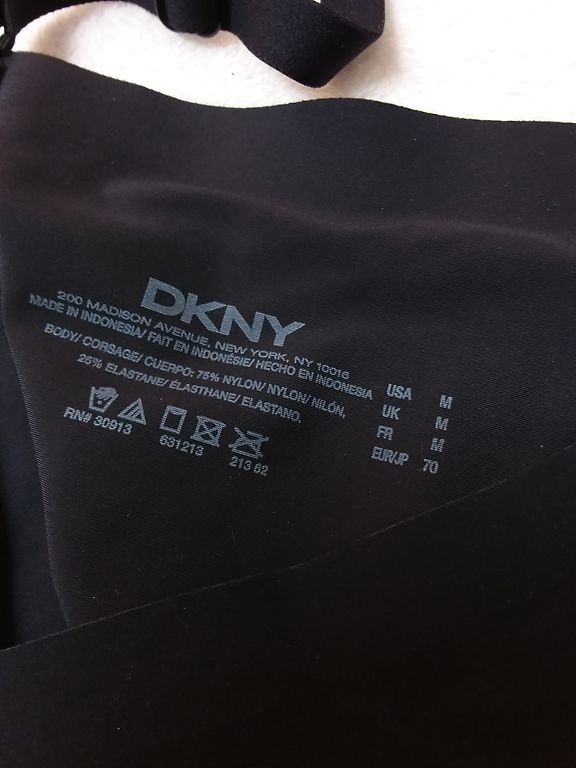 DKNY
200 MADISON AVENUE, NEW YORK, NY 10016
MADE IN INDONESIA/ FAIT EN INDONÉSIE/ HECHO EN INDONESIA
BODY/ CORSAGE/ CUERPO: 75% NYLON/ NYLON/ NILÓN,
25% ELASTANE/ ÉLASTHANE/ ELASTANO,
RN# 30913
631213
213 62
USA M
UK M
FR M
EUR/JP 70